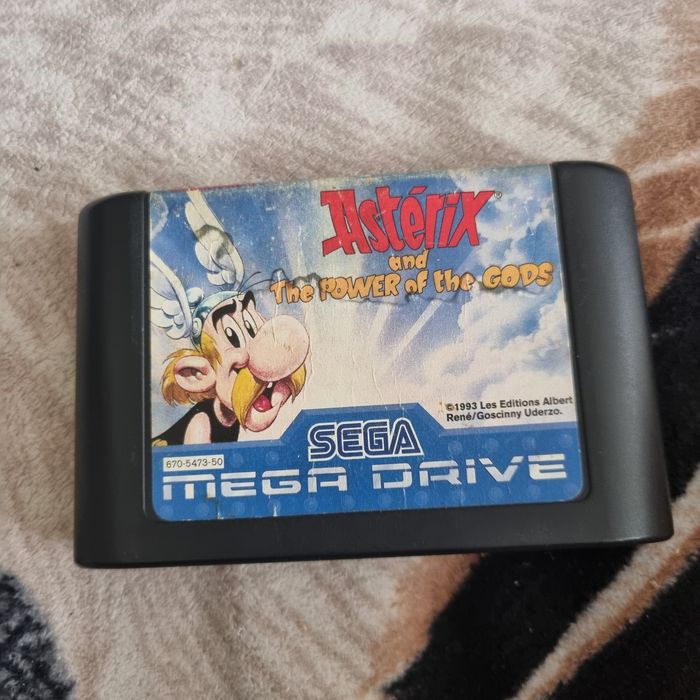 Astérix
and
The POWER of the GODS
©1993 Les Editions Albert
René/Goscinny Uderzo.
SEGA
670-5473-50
MEGA DRIVE